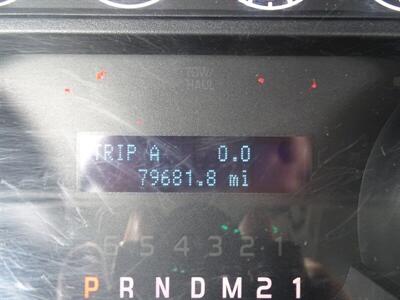 TOW/
HAUL
TRIP A 0.0
79681.8 mi
6 5 4 3 2 1
P R N D M 2 1